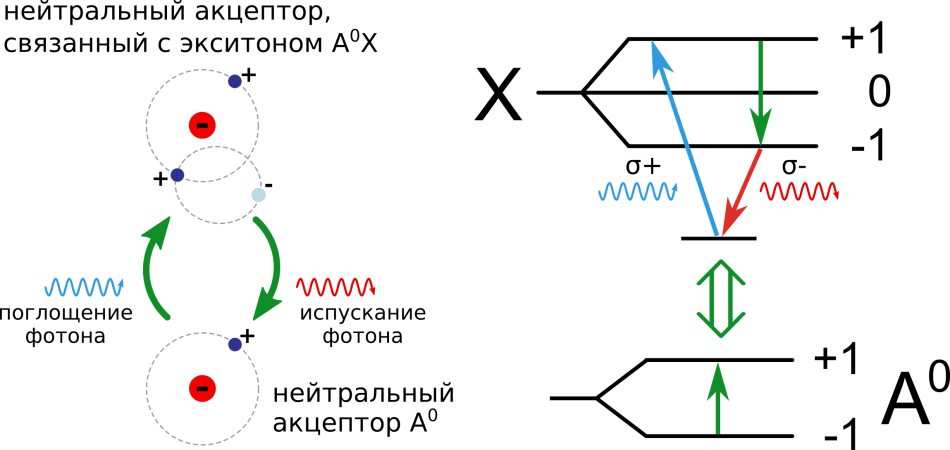 нейтральный акцептор,
связанный с экситоном A⁰X
+
-
+
-
поглощение
фотона
испускание
фотона
+
-
нейтральный
акцептор A⁰
X
+1
0
-1
σ+
σ-
+1
-1
A⁰